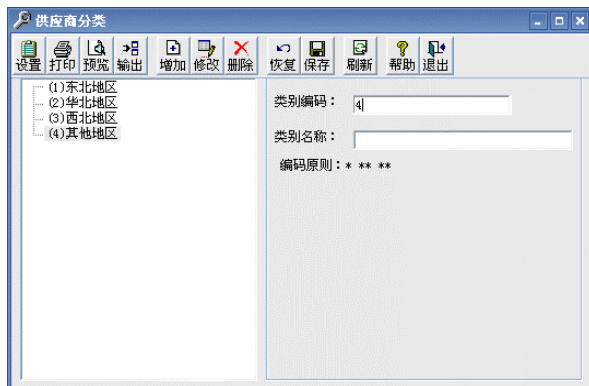 供应商分类
设置 打印 预览 输出 增加 修改 删除 恢复 保存 刷新 帮助 退出
(1)东北地区
(2)华北地区
(3)西北地区
(4)其他地区
类别编码： 4
类别名称：
编码原则：* ** **